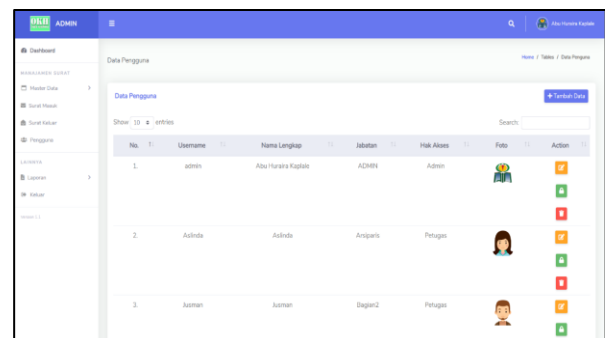 OKU ADMIN
Abu Huraira Kaplale
Dashboard
Data Pengguna
Home / Tables / Data Pengguna
MANAJAMEN SURAT
Master Data
Surat Masuk
Surat Keluar
Pengguna
LAINNYA
Laporan
Keluar
Data Pengguna
+ Tambah Data
Show 10 entries
Search:
No. Username Nama Lengkap Jabatan Hak Akses Foto Action
1. admin Abu Huraira Kaplale ADMIN Admin
2. Aslinda Aslinda Arsiparis Petugas
3. Jusman Jusman Bagian2 Petugas